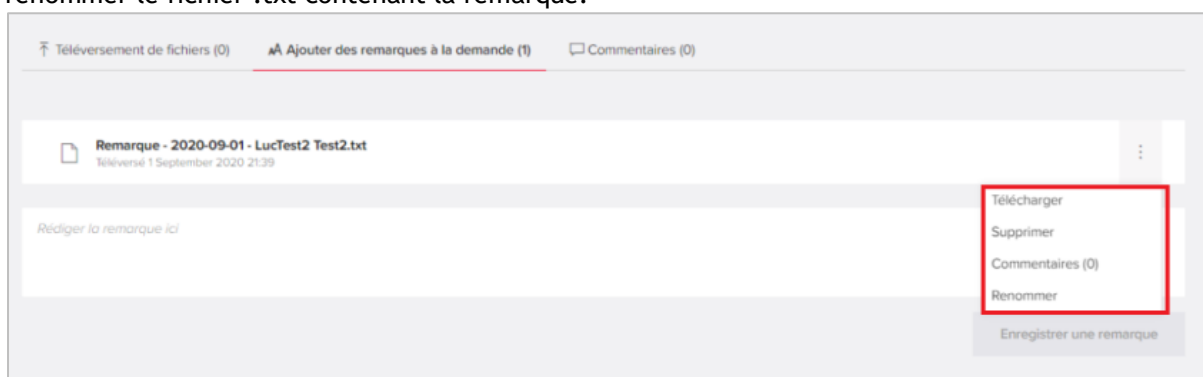 renommer le fichier .txt contenant la remarque.
Téléversement de fichiers (0) Ajouter des remarques à la demande (1) Commentaires (0)
Remarque - 2020-09-01 - LucTest2 Test2.txt
Téléversé 1 September 2020 21:39
Télécharger
Rédiger la remarque ici
Supprimer
Commentaires (0)
Renommer
Enregistrer une remarque